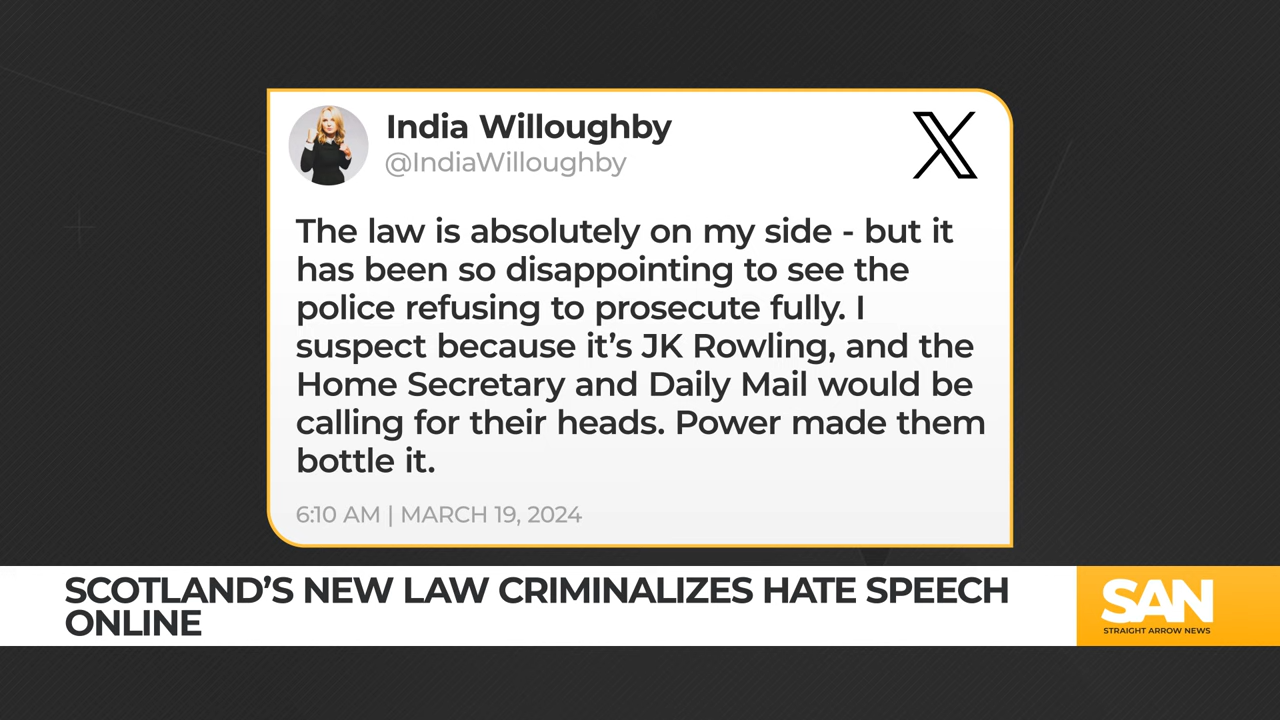 India Willoughby
@IndiaWilloughby
The law is absolutely on my side - but it
has been so disappointing to see the
police refusing to prosecute fully. I
suspect because it’s JK Rowling, and the
Home Secretary and Daily Mail would be
calling for their heads. Power made them
bottle it.
6:10 AM | MARCH 19, 2024
SCOTLAND’S NEW LAW CRIMINALIZES HATE SPEECH
ONLINE
SAN
STRAIGHT ARROW NEWS